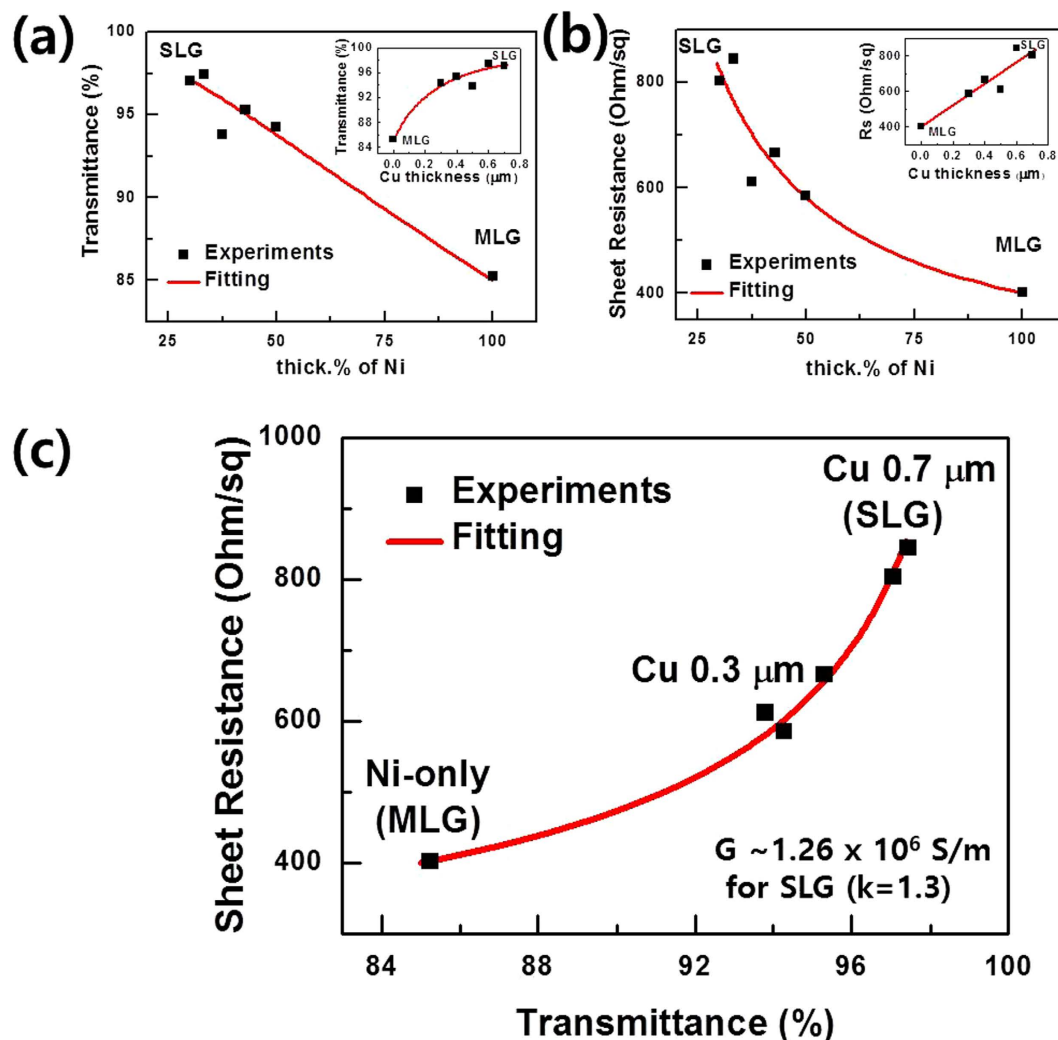 (a)
Transmittance (%)
100
95
90
85
SLG
MLG
Experiments
Fitting
25
50
75
100
thick.% of Ni
Transmittance (%)
100
98
96
94
92
90
88
86
84
SLG
MLG
0.0 0.2 0.4 0.6 0.8
Cu thickness (μm)
(b)
Sheet Resistance (Ohm/sq)
800
600
400
SLG
MLG
Experiments
Fitting
25
50
75
100
thick.% of Ni
Rs (Ohm/sq)
800
600
400
SLG
MLG
0.0 0.2 0.4 0.6 0.8
Cu thickness (μm)
(c)
Sheet Resistance (Ohm/sq)
1000
800
600
400
Experiments
Fitting
Cu 0.7 μm
(SLG)
Cu 0.3 μm
Ni-only
(MLG)
G ~1.26 x 10⁶ S/m
for SLG (k=1.3)
84
88
92
96
100
Transmittance (%)